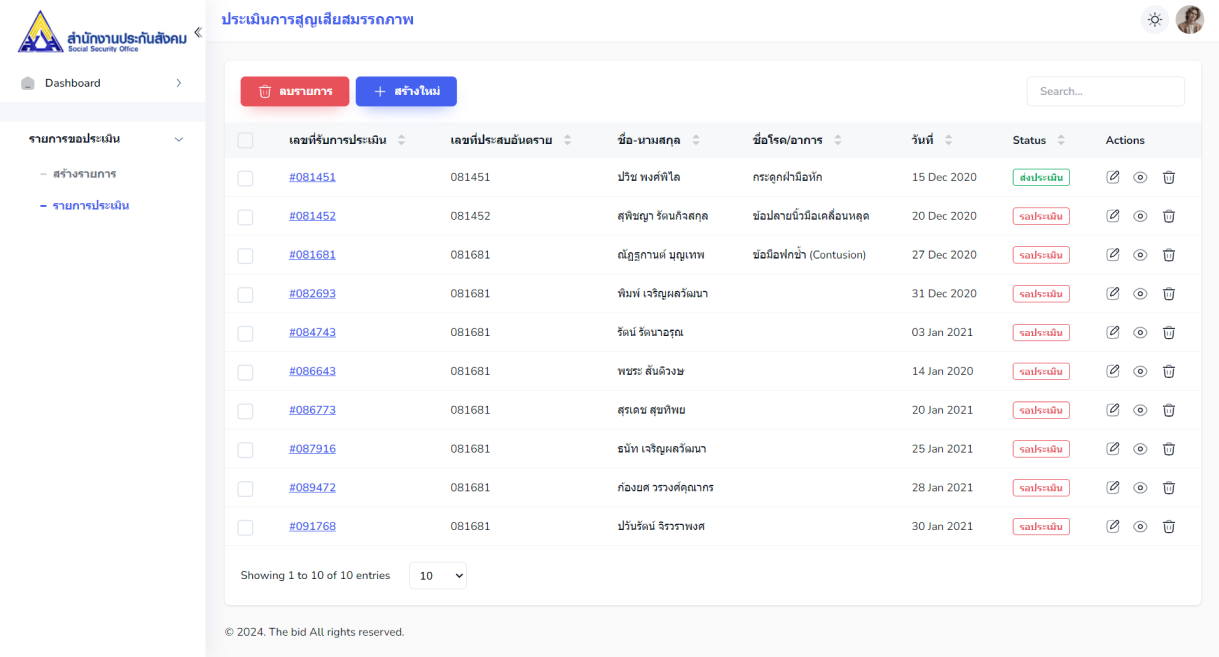 สำนักงานประกันสังคม
Social Security Office
Dashboard
รายการขอประเมิน
สร้างรายการ
รายการประเมิน
ประเมินการสูญเสียสมรรถภาพ
ลบรายการ + สร้างใหม่ Search...
เลขที่รับการประเมิน เลขที่ประสบอันตราย ชื่อ-นามสกุล ชื่อโรค/อาการ วันที่ Status Actions
#081451 081451 ปวิช พงศ์พิไล กระดูกฝ่ามือหัก 15 Dec 2020 ส่งประเมิน
#081452 081452 สุพิชญา รัตนกิจสกุล ข้อปลายนิ้วมือเคลื่อนหลุด 20 Dec 2020 รอประเมิน
#081681 081681 ณัฏฐกานต์ บุญเทพ ข้อมือฟกช้ำ (Contusion) 27 Dec 2020 รอประเมิน
#082693 081681 พิมพ์ เจริญผลวัฒนา 31 Dec 2020 รอประเมิน
#084743 081681 รัตน์ รัตนาอรุณ 03 Jan 2021 รอประเมิน
#086643 081681 พชระ สันติวงษ์ 14 Jan 2020 รอประเมิน
#086773 081681 สุรเดช สุขทิพย 20 Jan 2021 รอประเมิน
#087916 081681 ธนัท เจริญผลวัฒนา 25 Jan 2021 รอประเมิน
#089472 081681 ก่องยศ วรวงศ์คุณากร 28 Jan 2021 รอประเมิน
#091768 081681 ปวันรัตน์ จิรวราพงศ์ 30 Jan 2021 รอประเมิน
Showing 1 to 10 of 10 entries 10
© 2024. The bid All rights reserved.